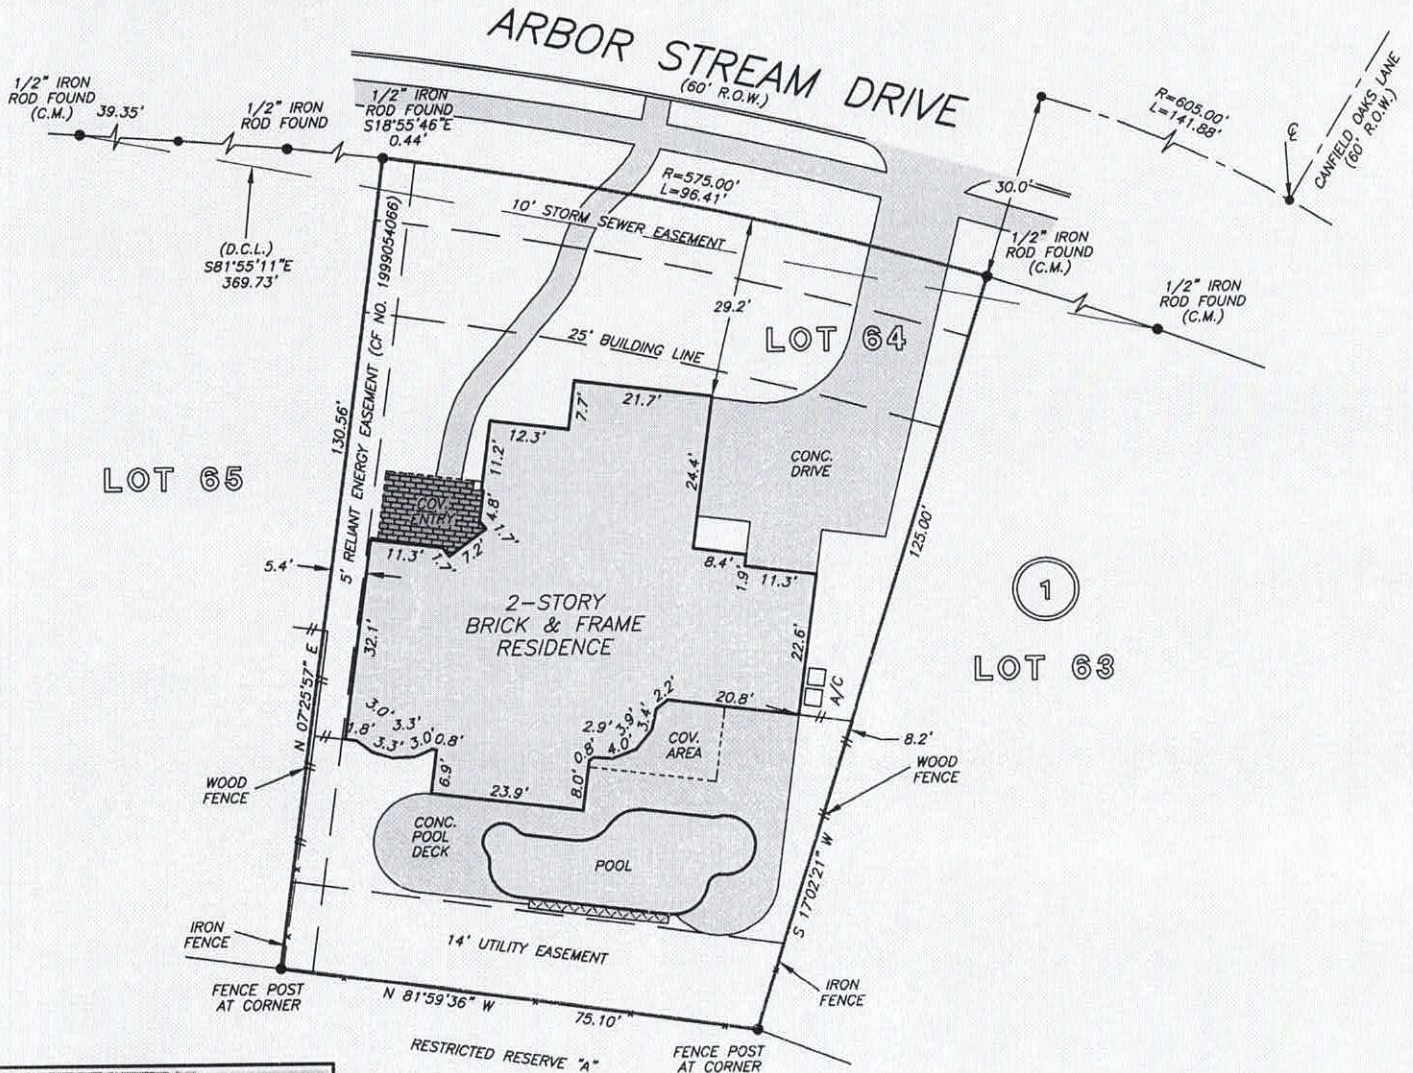 ARBOR STREAM DRIVE
(60' R.O.W.)
1/2" IRON
ROD FOUND
(C.M.)
39.35'
1/2" IRON
ROD FOUND
1/2" IRON
ROD FOUND
S18°55'46"E
0.44'
R=605.00'
L=141.88'
℄
CANFIELD OAKS LANE
(60' R.O.W.)
30.0'
R=575.00'
L=96.41'
10' STORM SEWER EASEMENT
1/2" IRON
ROD FOUND
(C.M.)
1/2" IRON
ROD FOUND
(C.M.)
(D.C.L.)
S81°55'11"E
369.73'
29.2'
25' BUILDING LINE
LOT 64
130.56'
5' RELIANT ENERGY EASEMENT (CF NO. 1999054066)
LOT 65
21.7'
7.7'
12.3'
11.2'
24.4'
CONC.
DRIVE
COV.
ENTRY
4.8'
1.7'
7.2'
1.7'
11.3'
8.4'
1.9'
11.3'
125.00'
5.4'
1
LOT 63
2-STORY
BRICK & FRAME
RESIDENCE
32.1'
22.6'
A/C
N 07°25'57" E
2.2'
20.8'
3.0'
3.3'
1.8'
3.3'
3.0'
0.8'
2.9'
3.9'
3.4'
0.8'
4.0'
COV.
AREA
8.2'
WOOD
FENCE
WOOD
FENCE
6.9'
8.0'
23.9'
CONC.
POOL
DECK
POOL
S 17°02'21" W
IRON
FENCE
14' UTILITY EASEMENT
IRON
FENCE
FENCE POST
AT CORNER
N 81°59'36" W
75.10'
RESTRICTED RESERVE "A"
FENCE POST
AT CORNER